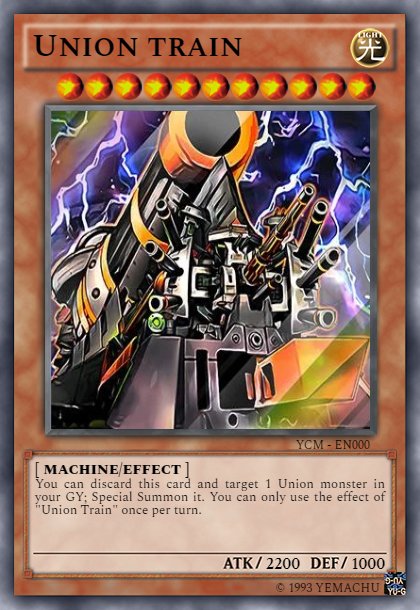 UNION TRAIN
LIGHT
光
YCM - EN000
[ MACHINE/EFFECT ]
You can discard this card and target 1 Union monster in
your GY; Special Summon it. You can only use the effect of
"Union Train" once per turn.
ATK / 2200 DEF / 1000
© 1993 YEMACHU